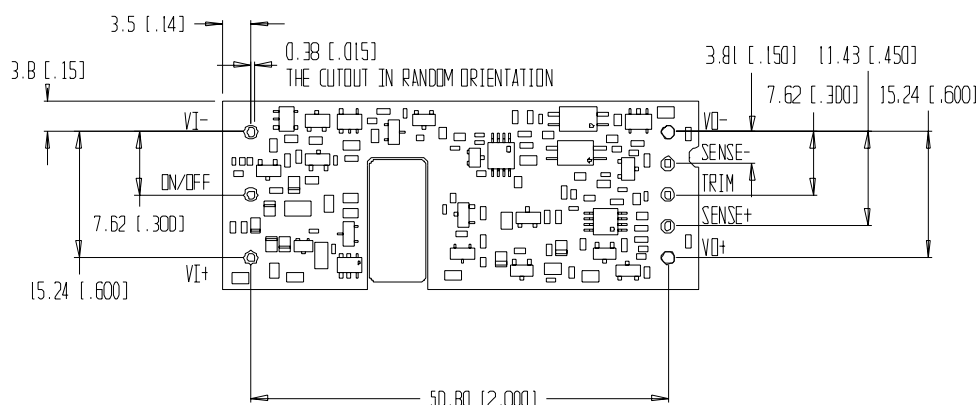 3.5 [.14]
0.38 [.015]
THE CUTOUT IN RANDOM ORIENTATION
3.8 [.15]
3.81 [.150]
11.43 [.450]
7.62 [.300]
15.24 [.600]
VI-
VO-
SENSE-
ON/OFF
TRIM
7.62 [.300]
SENSE+
VI+
VO+
15.24 [.600]
50.80 [2.000]